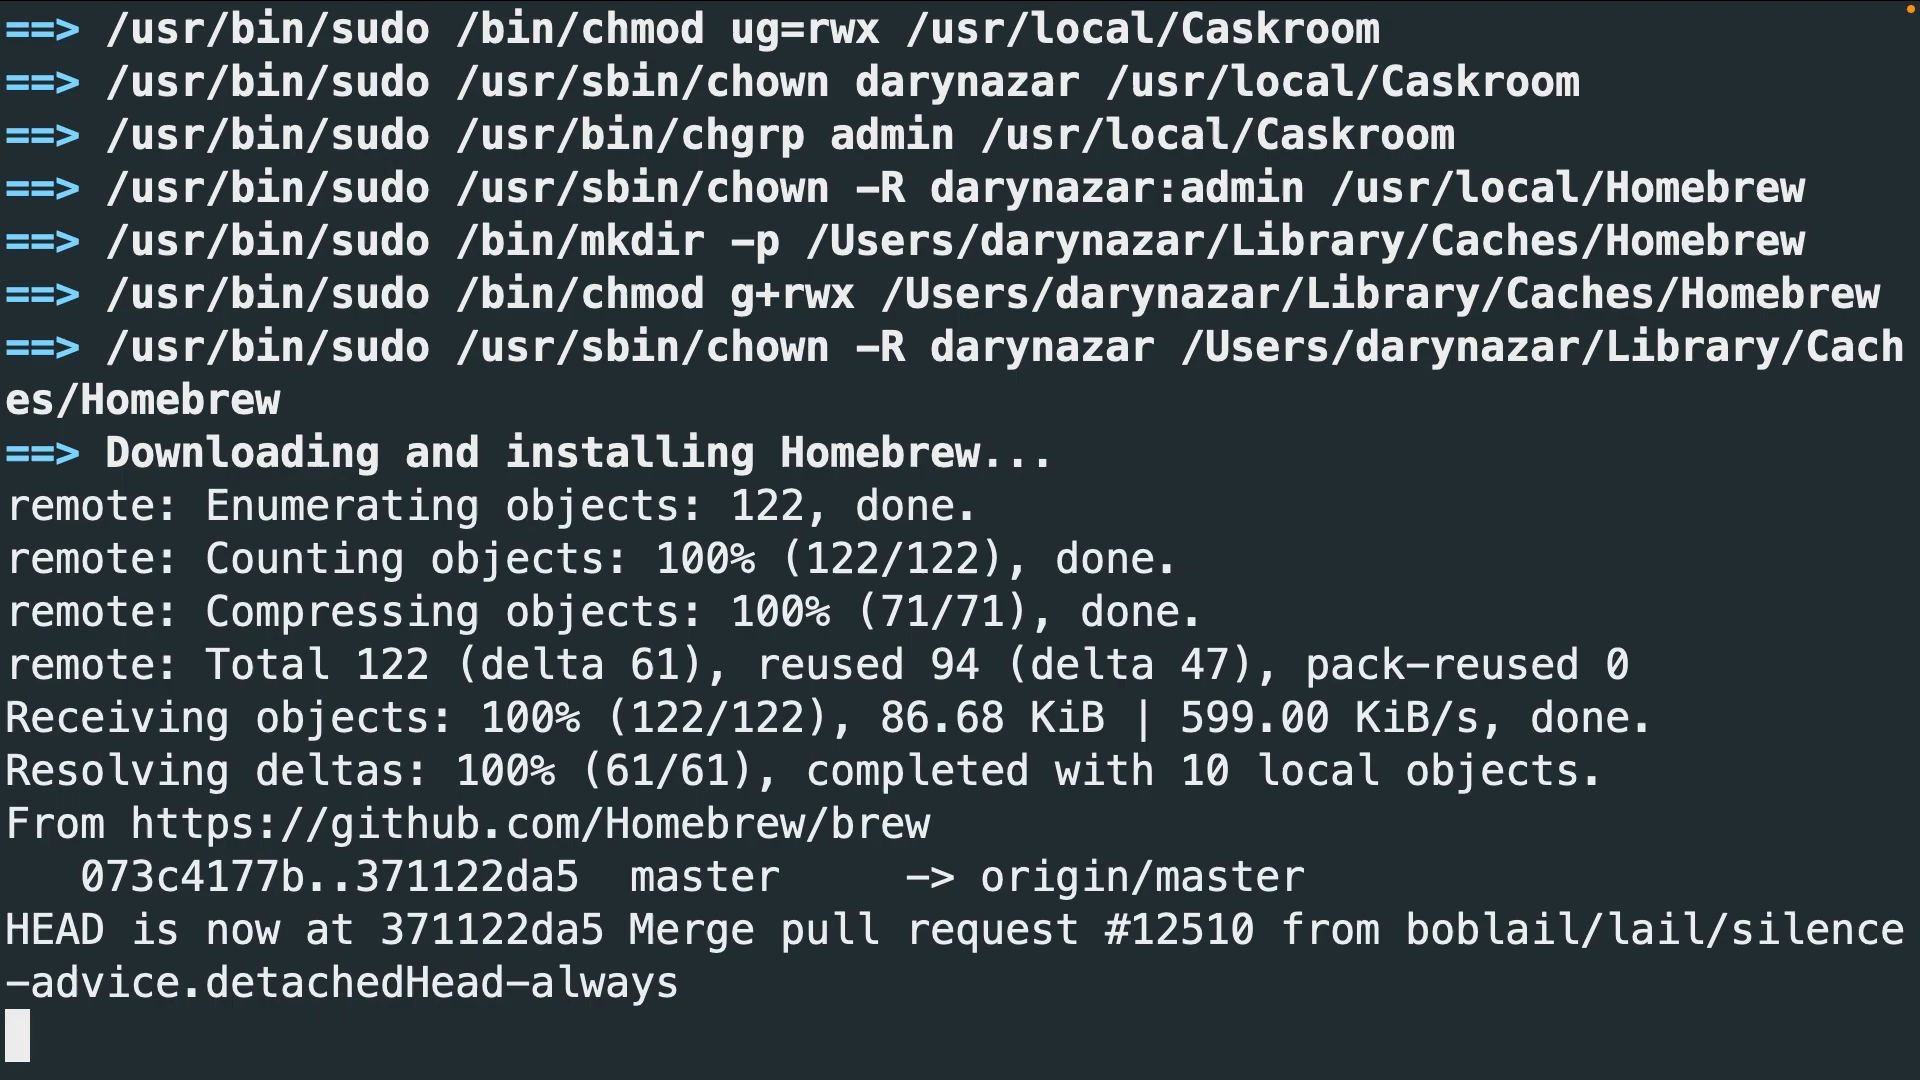 ==> /usr/bin/sudo /bin/chmod ug=rwx /usr/local/Caskroom
==> /usr/bin/sudo /usr/sbin/chown darynazar /usr/local/Caskroom
==> /usr/bin/sudo /usr/bin/chgrp admin /usr/local/Caskroom
==> /usr/bin/sudo /usr/sbin/chown -R darynazar:admin /usr/local/Homebrew
==> /usr/bin/sudo /bin/mkdir -p /Users/darynazar/Library/Caches/Homebrew
==> /usr/bin/sudo /bin/chmod g+rwx /Users/darynazar/Library/Caches/Homebrew
==> /usr/bin/sudo /usr/sbin/chown -R darynazar /Users/darynazar/Library/Cach
es/Homebrew
==> Downloading and installing Homebrew...
remote: Enumerating objects: 122, done.
remote: Counting objects: 100% (122/122), done.
remote: Compressing objects: 100% (71/71), done.
remote: Total 122 (delta 61), reused 94 (delta 47), pack-reused 0
Receiving objects: 100% (122/122), 86.68 KiB | 599.00 KiB/s, done.
Resolving deltas: 100% (61/61), completed with 10 local objects.
From https://github.com/Homebrew/brew
   073c4177b..371122da5  master     -> origin/master
HEAD is now at 371122da5 Merge pull request #12510 from boblail/lail/silence
-advice.detachedHead-always